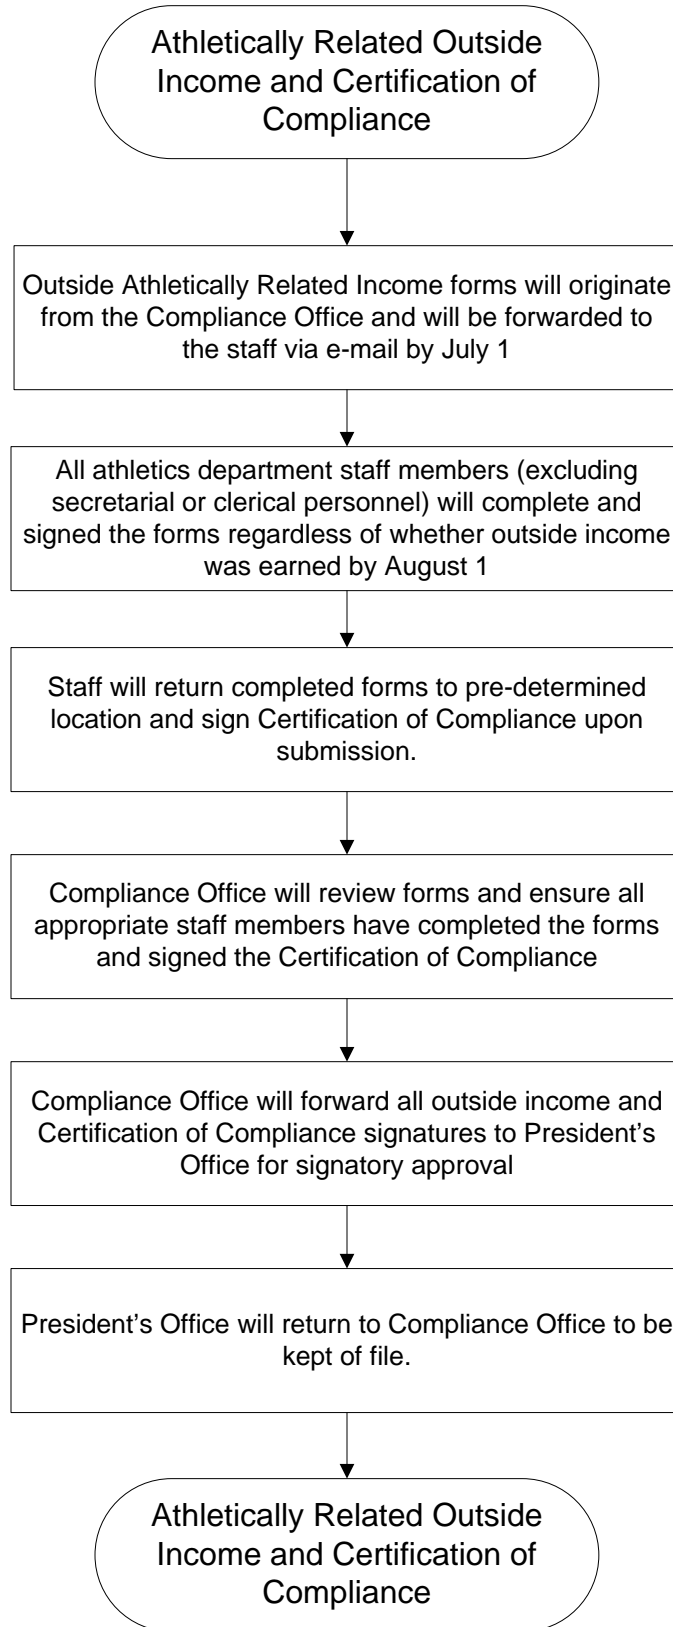 Athletically Related Outside
Income and Certification of
Compliance
Outside Athletically Related Income forms will originate
from the Compliance Office and will be forwarded to
the staff via e-mail by July 1
All athletics department staff members (excluding
secretarial or clerical personnel) will complete and
signed the forms regardless of whether outside income
was earned by August 1
Staff will return completed forms to pre-determined
location and sign Certification of Compliance upon
submission.
Compliance Office will review forms and ensure all
appropriate staff members have completed the forms
and signed the Certification of Compliance
Compliance Office will forward all outside income and
Certification of Compliance signatures to President’s
Office for signatory approval
President’s Office will return to Compliance Office to be
kept of file.
Athletically Related Outside
Income and Certification of
Compliance